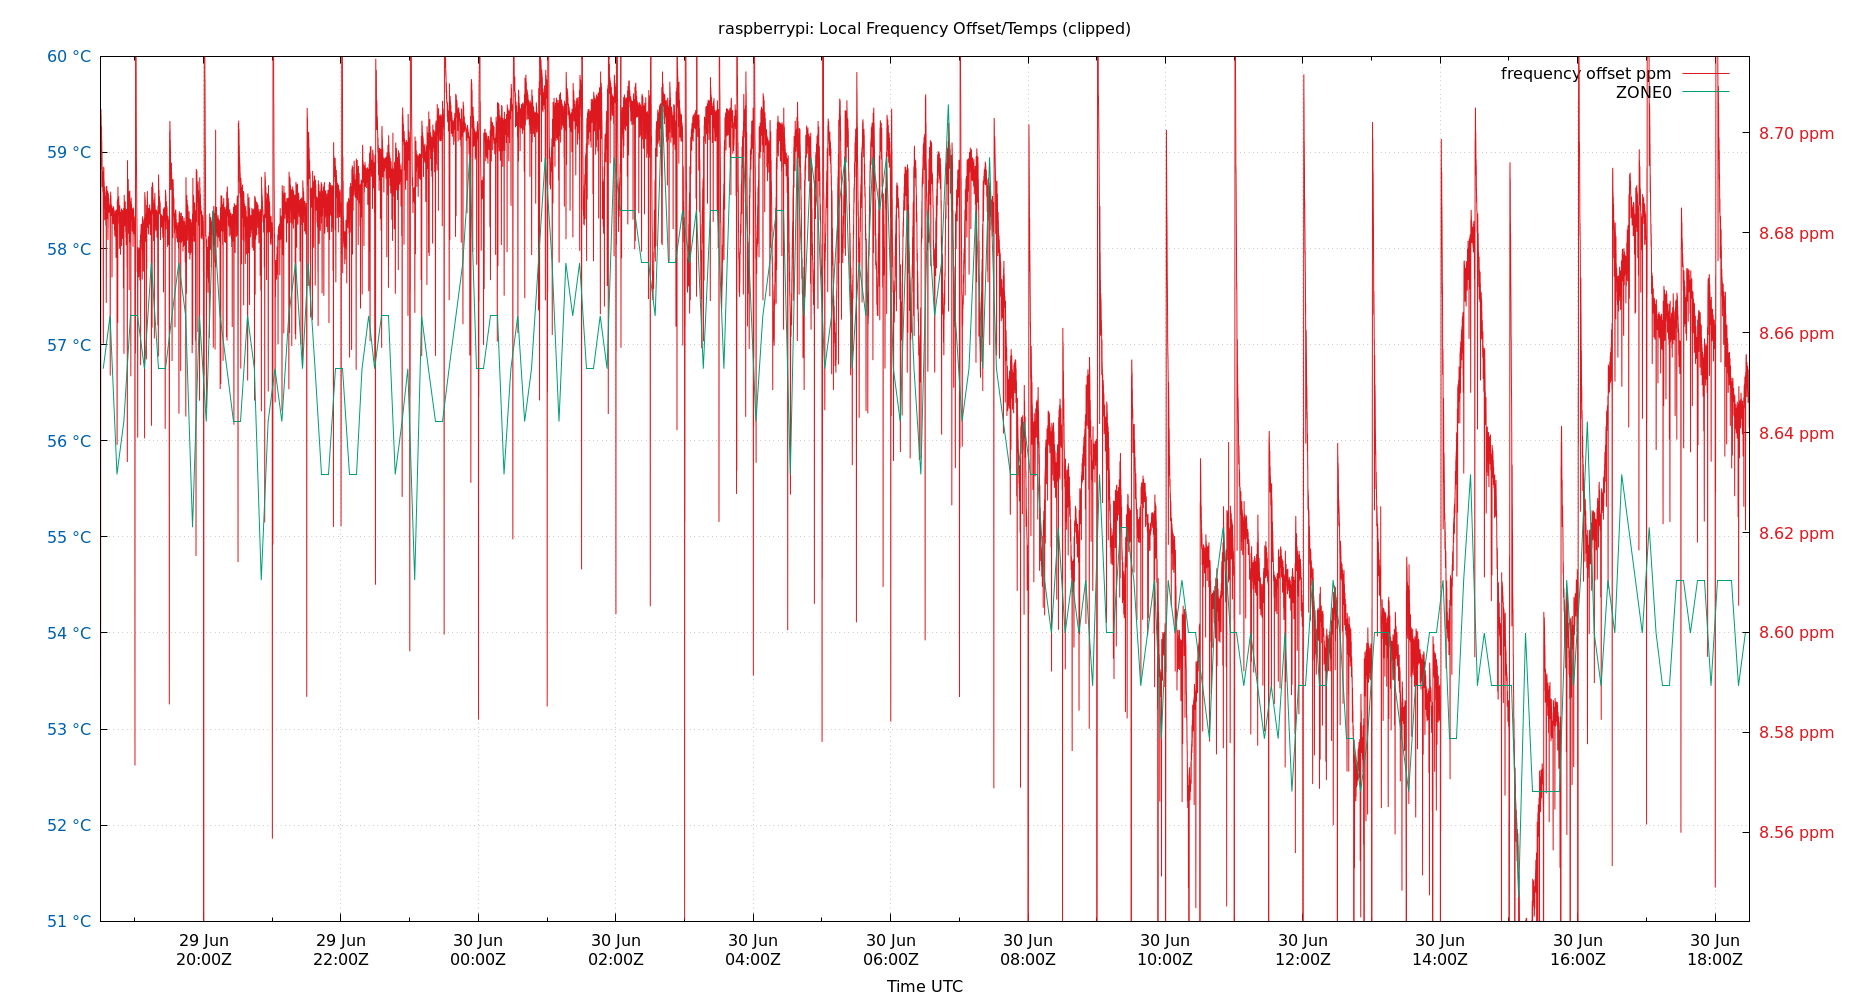 raspberrypi: Local Frequency Offset/Temps (clipped)
60 °C
59 °C
58 °C
57 °C
56 °C
55 °C
54 °C
53 °C
52 °C
51 °C
frequency offset ppm
ZONE0
8.70 ppm
8.68 ppm
8.66 ppm
8.64 ppm
8.62 ppm
8.60 ppm
8.58 ppm
8.56 ppm
29 Jun 29 Jun 30 Jun 30 Jun 30 Jun 30 Jun 30 Jun 30 Jun 30 Jun 30 Jun 30 Jun 30 Jun
20:00Z 22:00Z 00:00Z 02:00Z 04:00Z 06:00Z 08:00Z 10:00Z 12:00Z 14:00Z 16:00Z 18:00Z
Time UTC